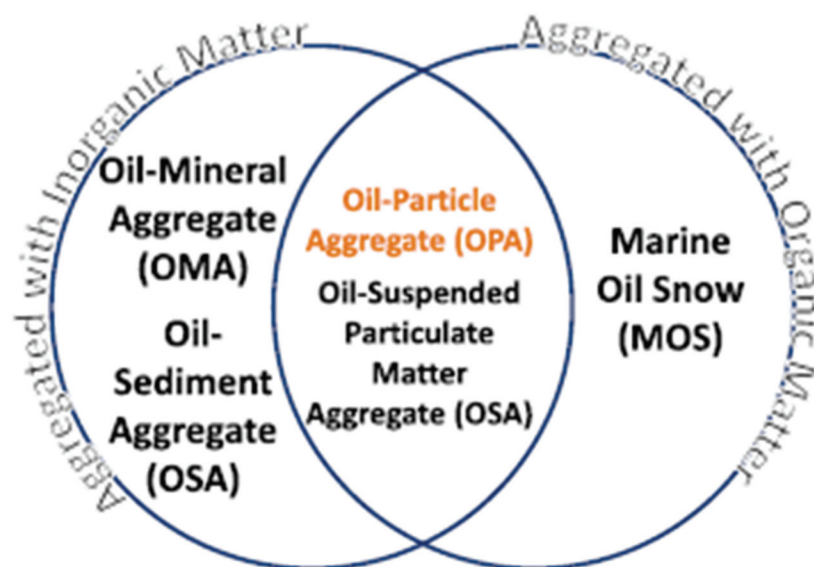 Aggregated with Inorganic Matter
Aggregated with Organic Matter
Oil-Mineral
Aggregate
(OMA)
Oil-
Sediment
Aggregate
(OSA)
Oil-Particle
Aggregate (OPA)
Oil-Suspended
Particulate
Matter
Aggregate (OSA)
Marine
Oil Snow
(MOS)